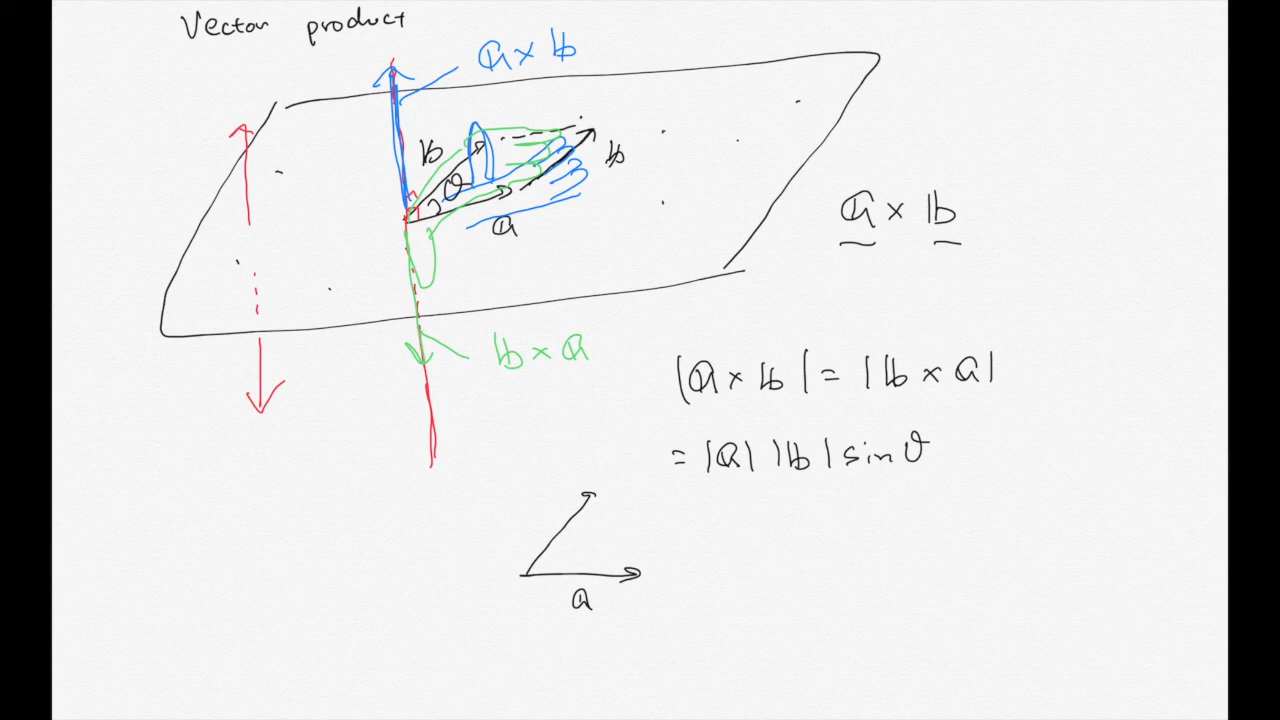 Vector product
a × b
b
θ
b
a
a × b
b × a
|a × b| = |b × a|
= |a| |b| sin θ
a